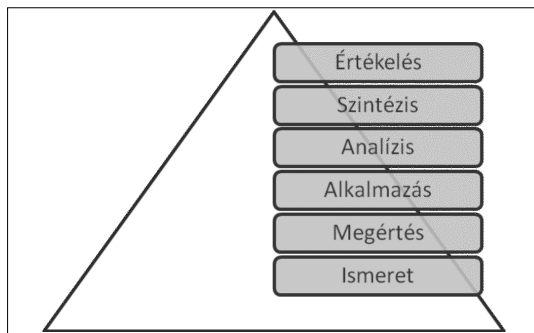 Értékelés
Szintézis
Analízis
Alkalmazás
Megértés
Ismeret